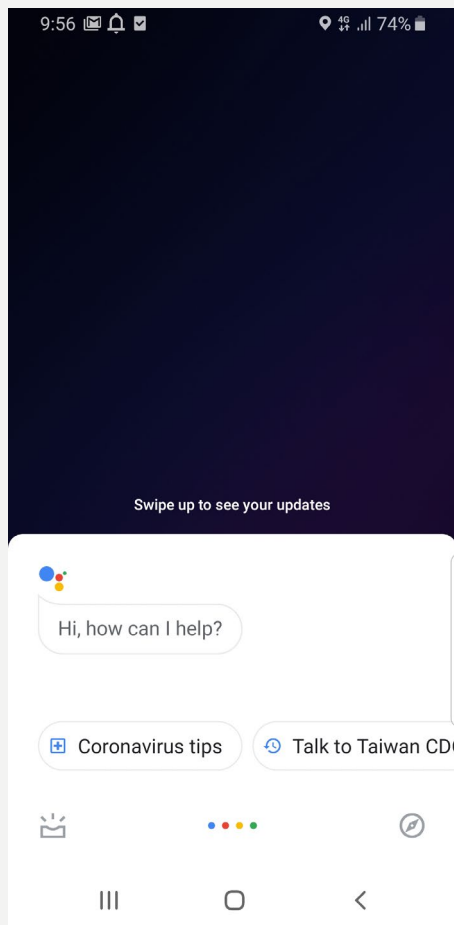 9:56 4G 74%
Swipe up to see your updates
Hi, how can I help?
Coronavirus tips Talk to Taiwan CD